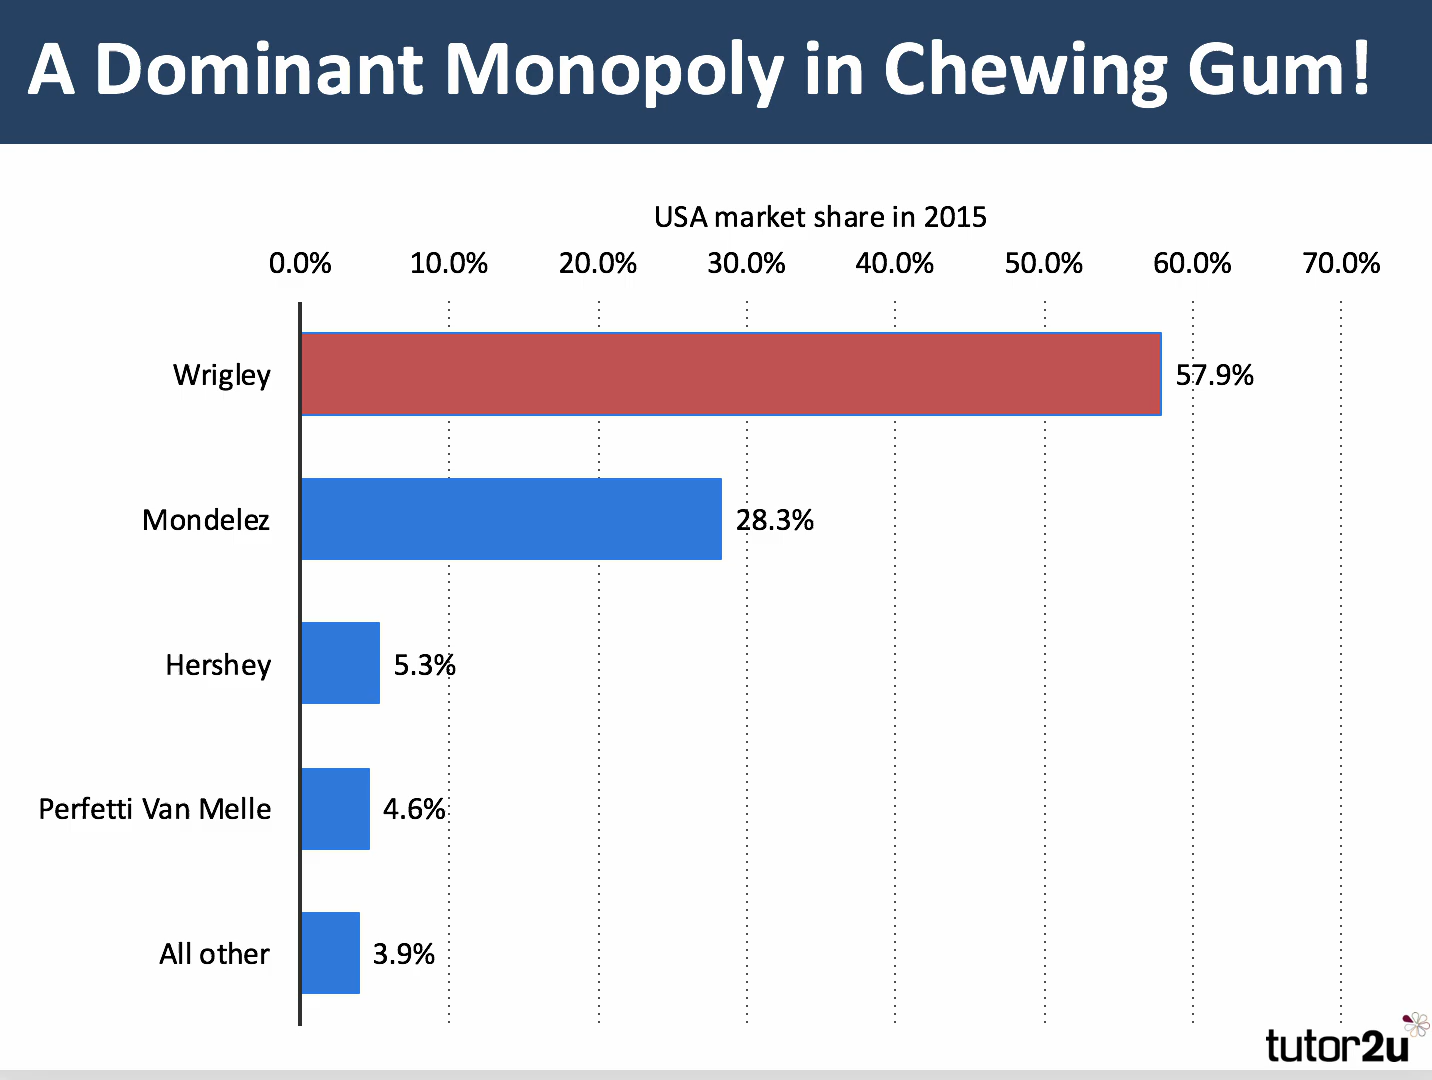 A Dominant Monopoly in Chewing Gum!
USA market share in 2015
0.0% 10.0% 20.0% 30.0% 40.0% 50.0% 60.0% 70.0%
Wrigley 57.9%
Mondelez 28.3%
Hershey 5.3%
Perfetti Van Melle 4.6%
All other 3.9%
tutor2u